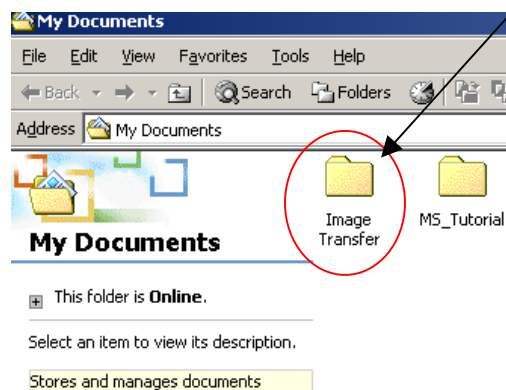 My Documents
File Edit View Favorites Tools Help
Back Search Folders
Address My Documents
Image
Transfer
MS_Tutorial
My Documents
This folder is Online.
Select an item to view its description.
Stores and manages documents